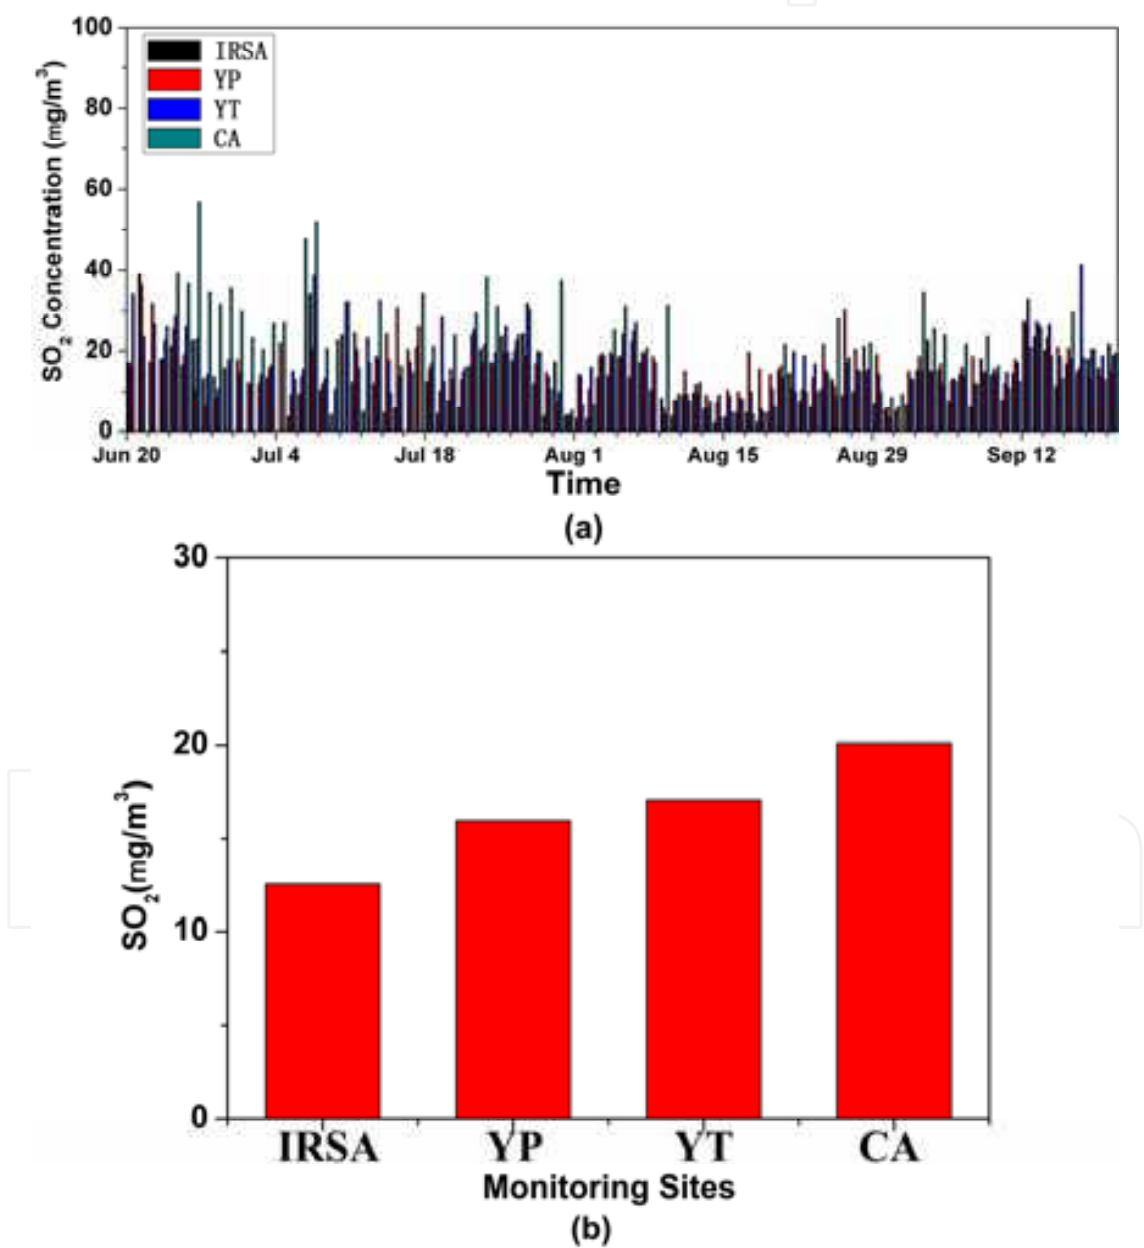 100
80
60
40
20
0
SO2 Concentration (mg/m3)
IRSA
YP
YT
CA
Jun 20 Jul 4 Jul 18 Aug 1 Aug 15 Aug 29 Sep 12
Time
(a)
30
20
10
0
SO2(mg/m3)
IRSA YP YT CA
Monitoring Sites
(b)